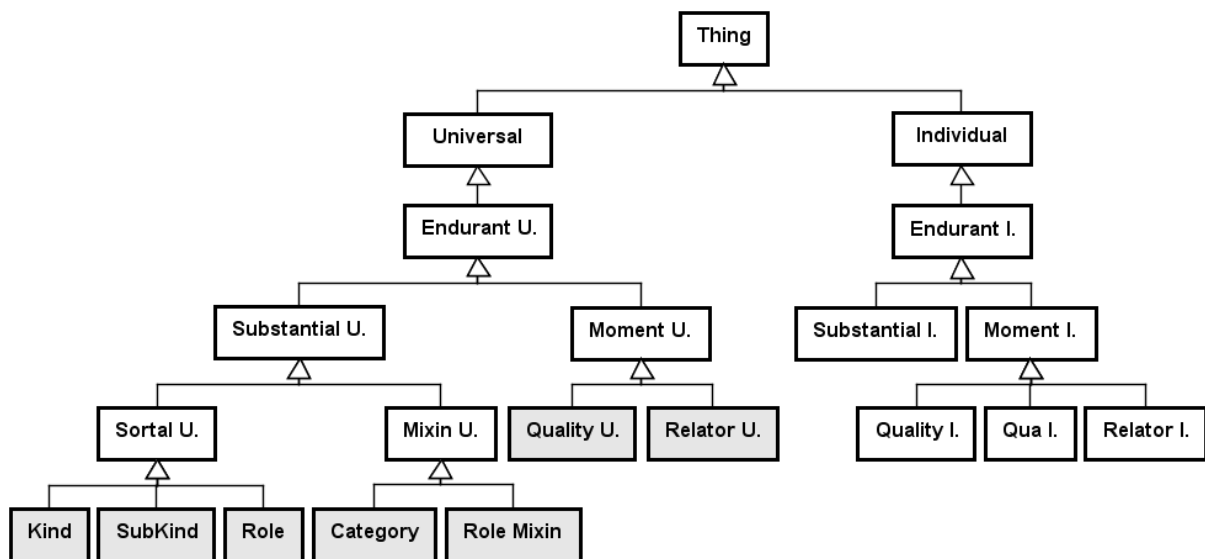 Thing
Universal
Individual
Endurant U.
Endurant I.
Substantial U.
Moment U.
Substantial I.
Moment I.
Sortal U.
Mixin U.
Quality U.
Relator U.
Quality I.
Qua I.
Relator I.
Kind
SubKind
Role
Category
Role Mixin